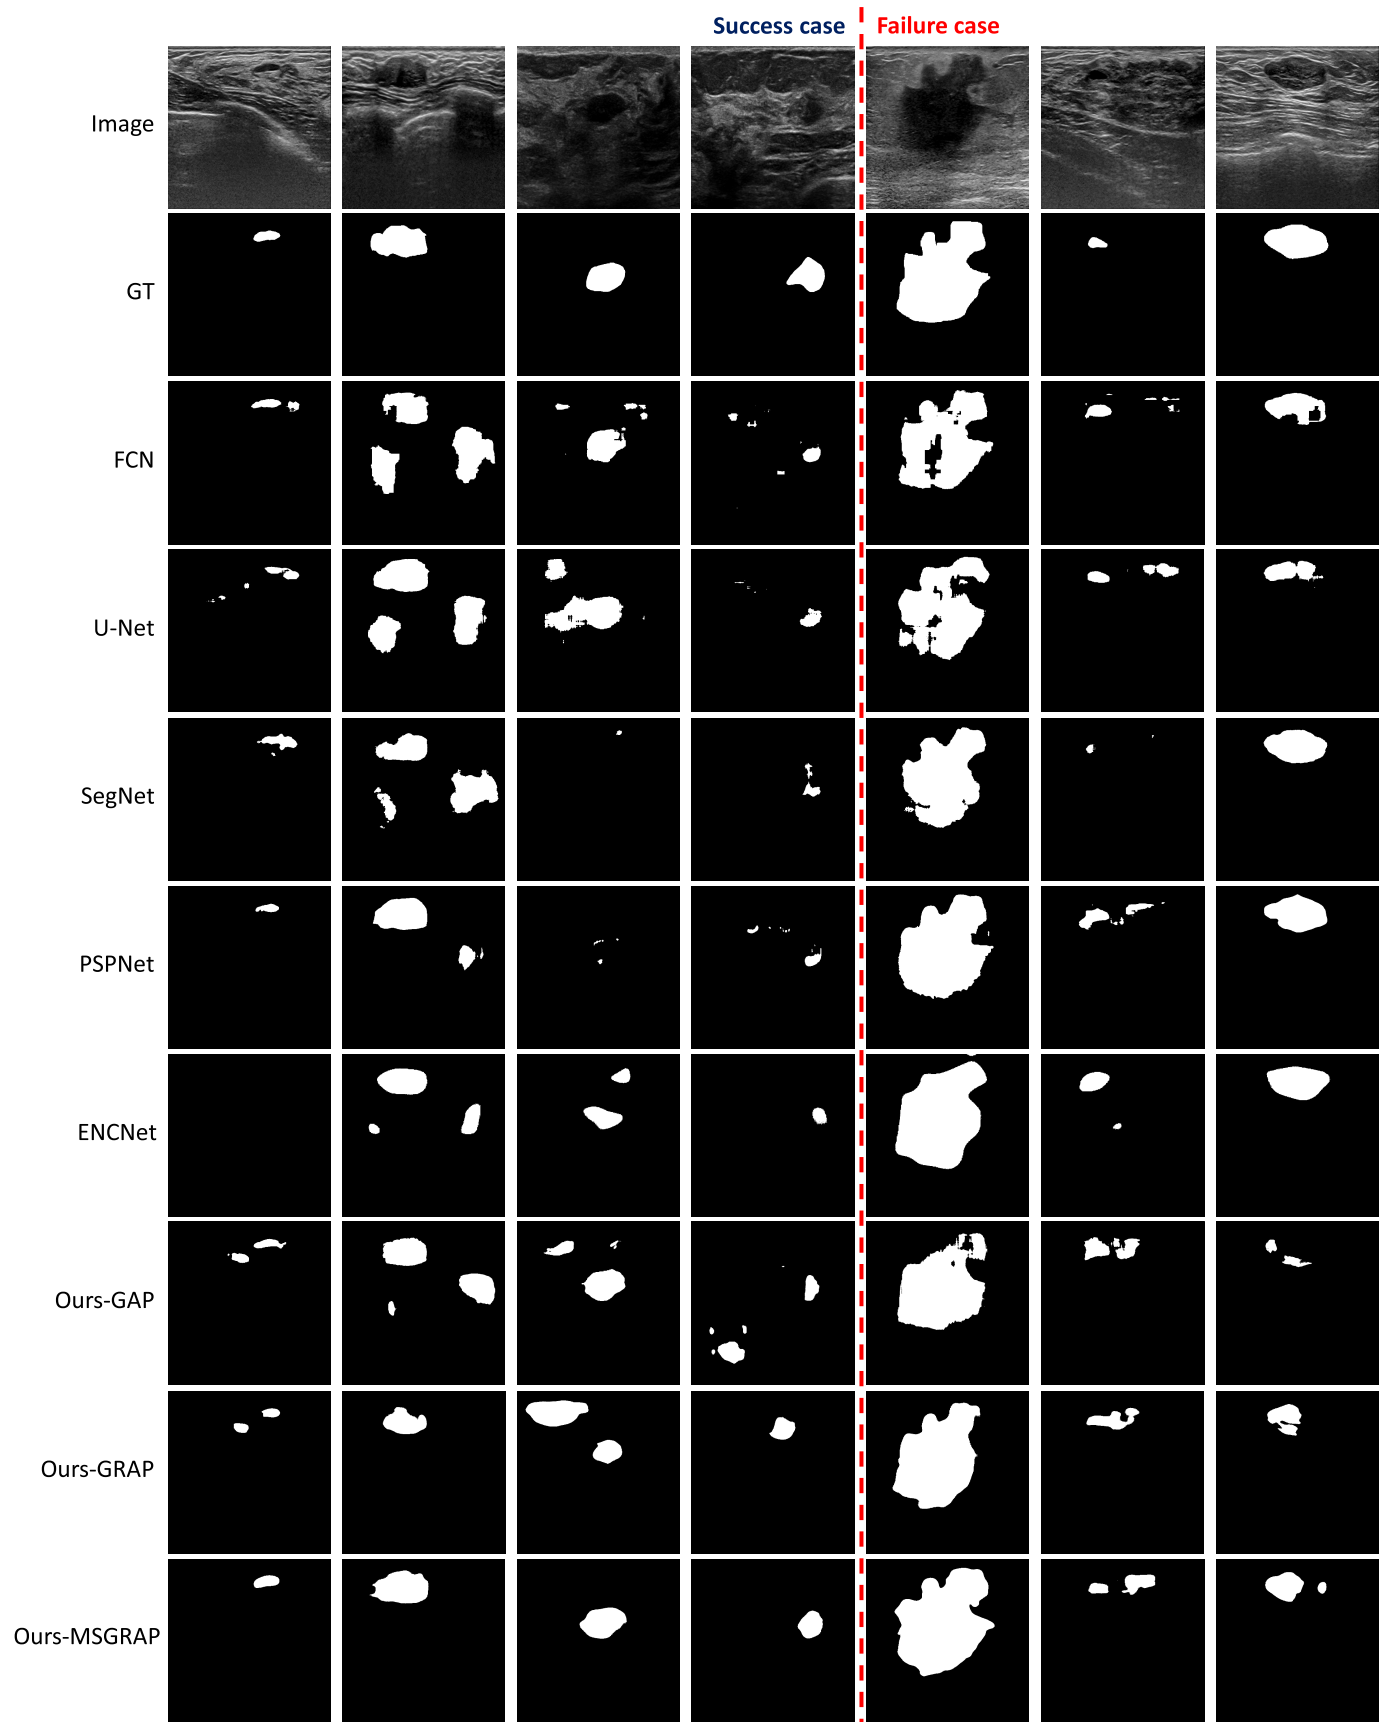 Success case
Failure case
Image
GT
FCN
U-Net
SegNet
PSPNet
ENCNet
Ours-GAP
Ours-GRAP
Ours-MSGRAP